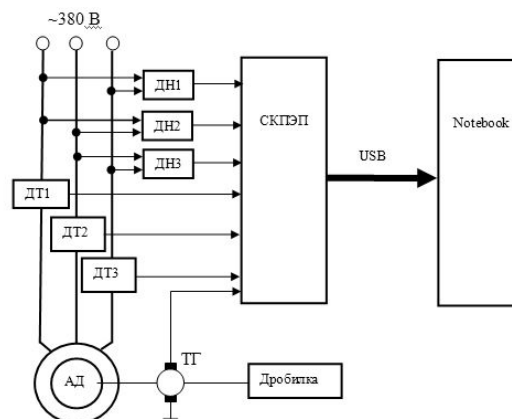 ~380 В
ДН1
ДН2
ДН3
СКПЭП
USB
Notebook
ДТ1
ДТ2
ДТ3
ТГ
АД
Дробилка